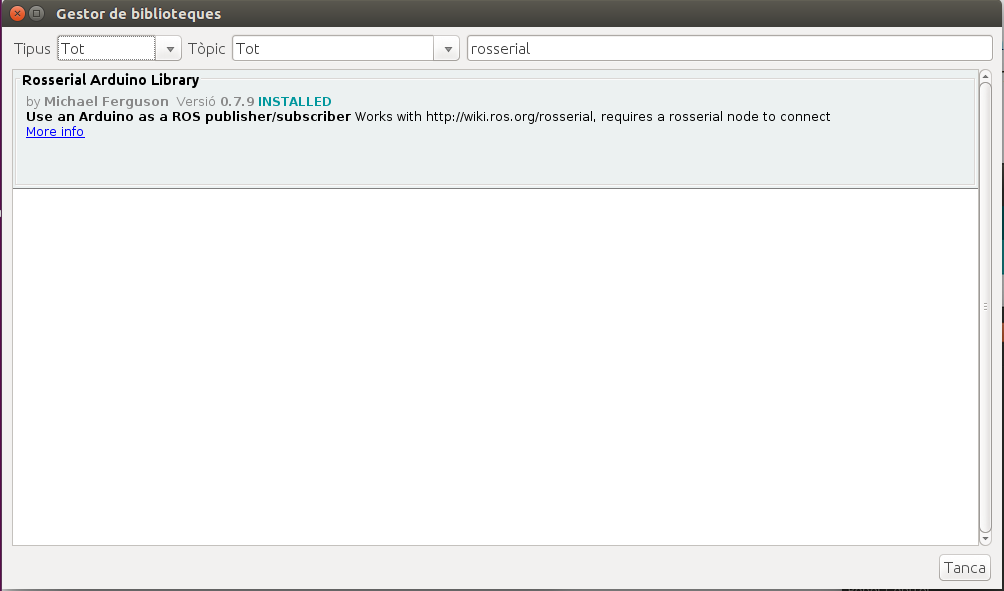 Gestor de biblioteques
Tipus Tot Tòpic Tot rosserial
Rosserial Arduino Library
by Michael Ferguson Versió 0.7.9 INSTALLED
Use an Arduino as a ROS publisher/subscriber Works with http://wiki.ros.org/rosserial, requires a rosserial node to connect
More info
Tanca